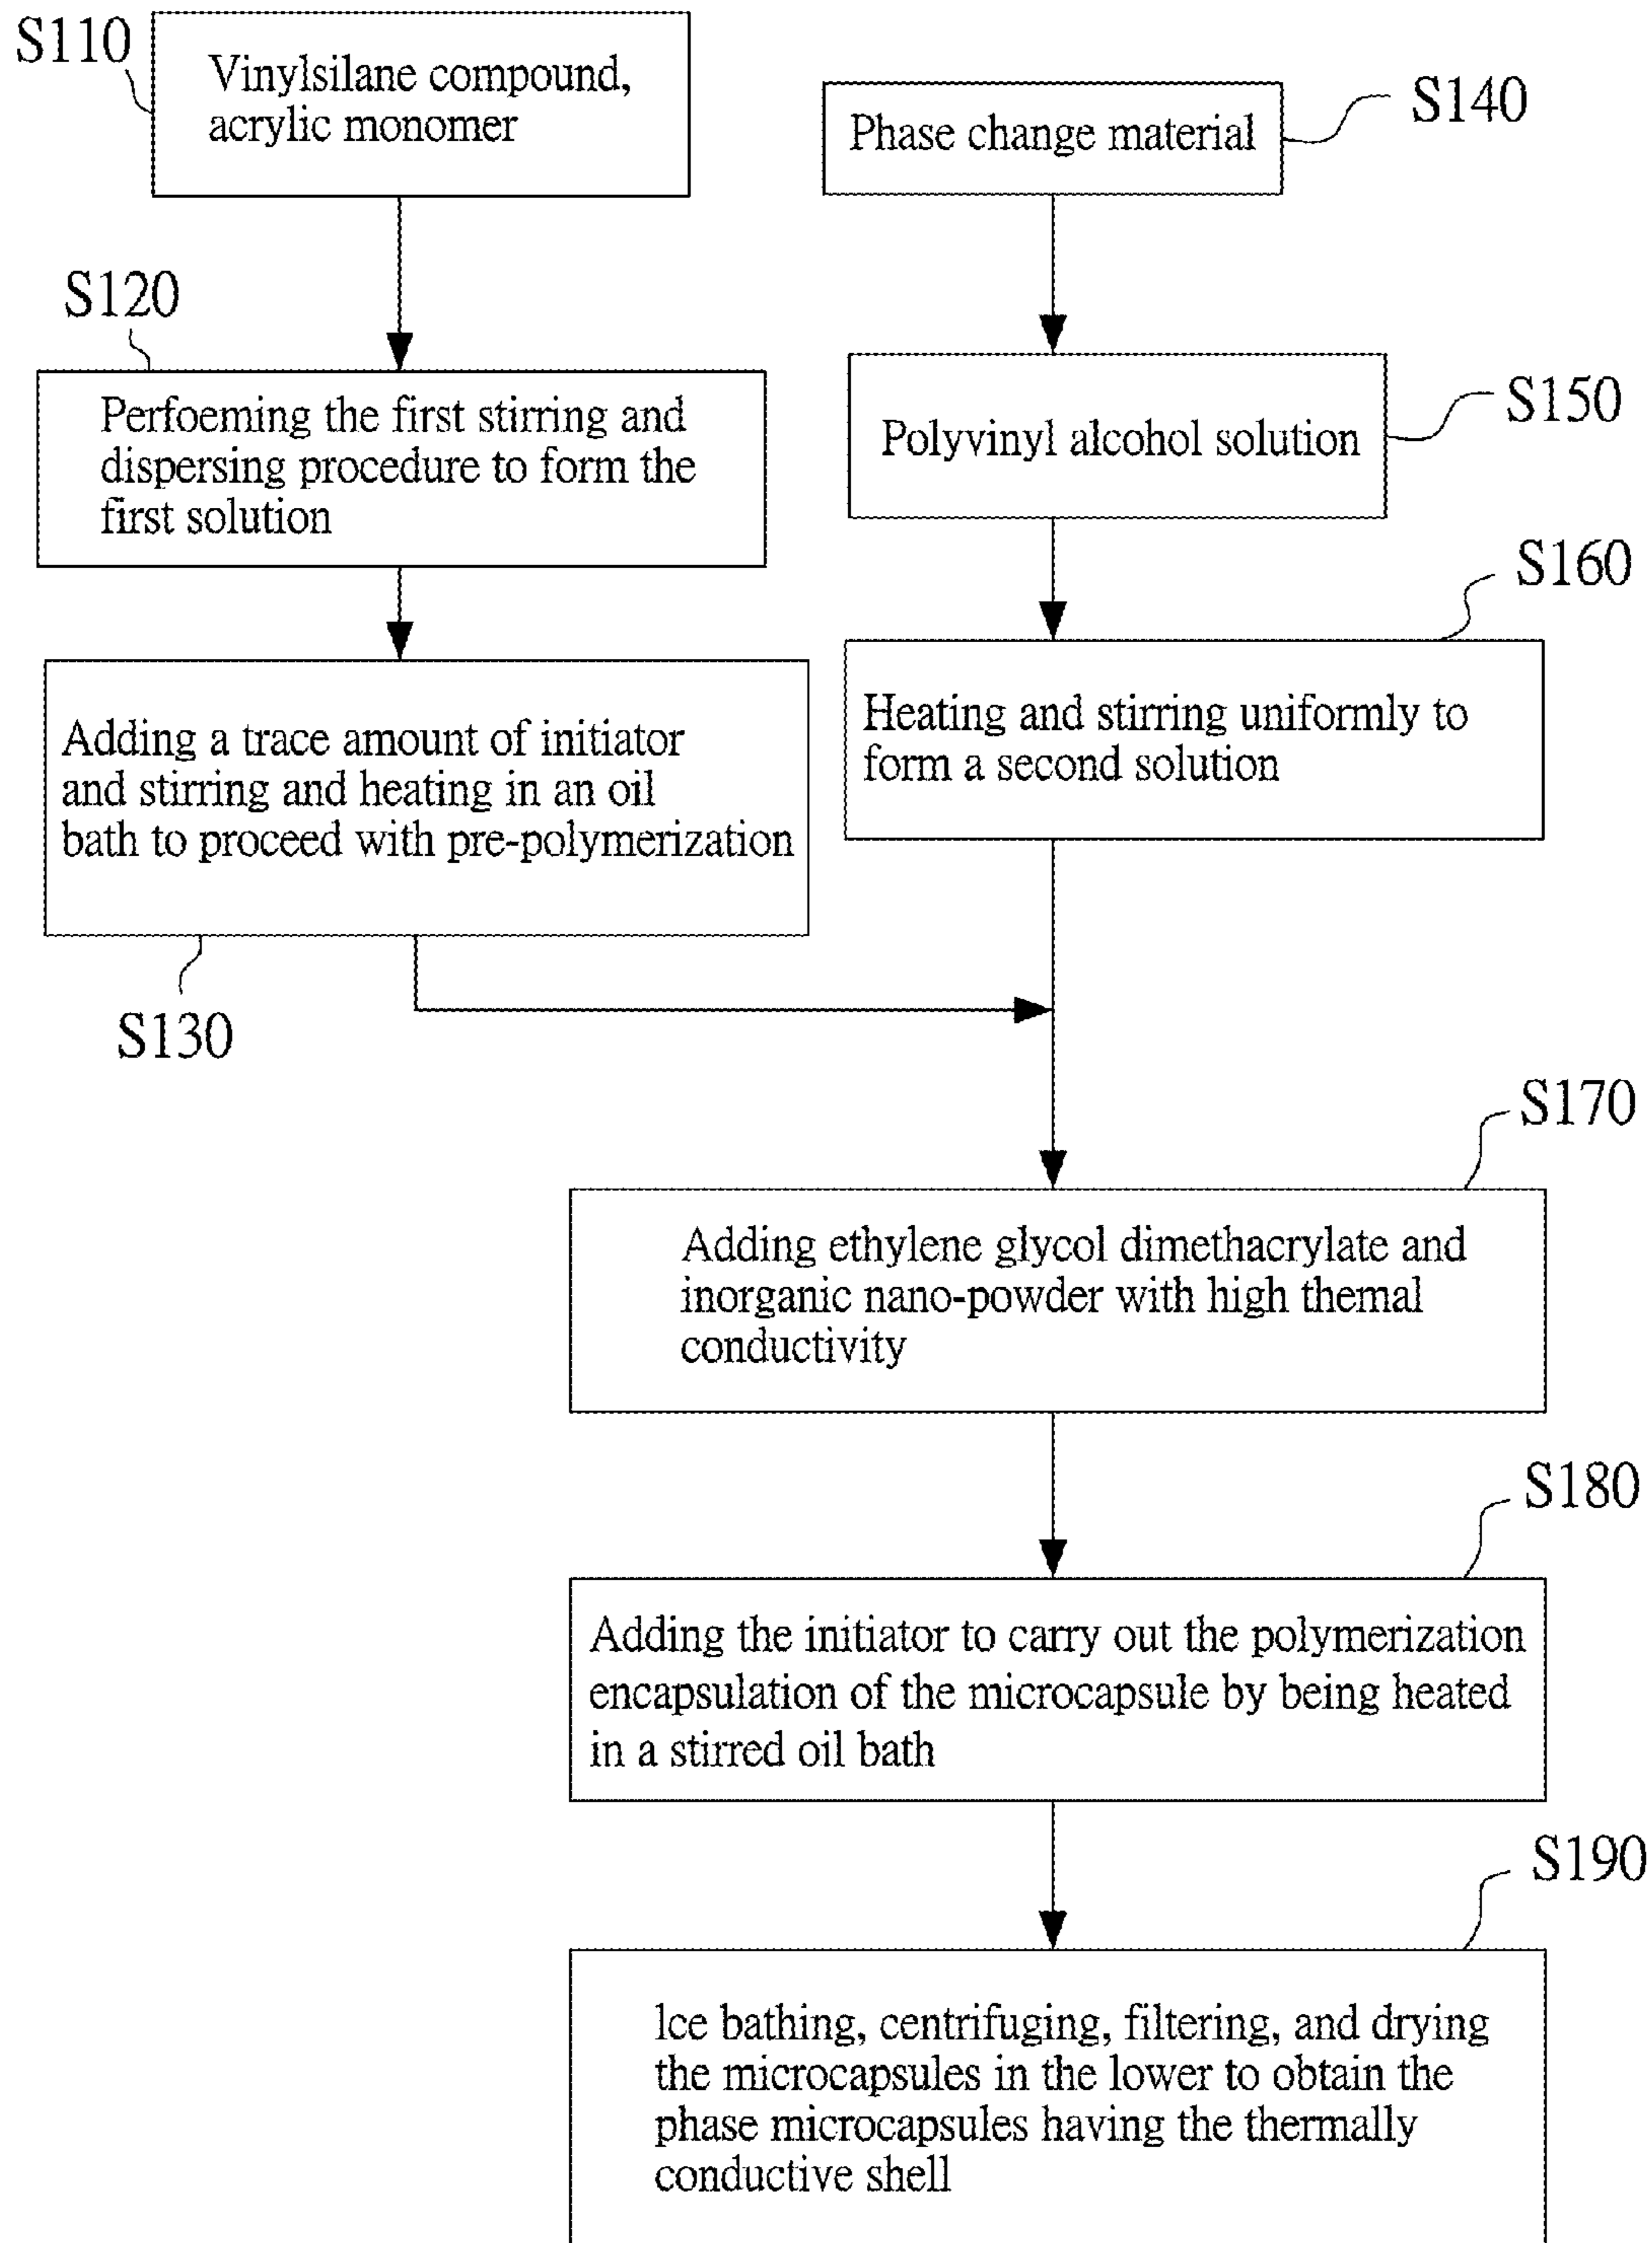 S110
Vinylsilane compound,
acrylic monomer
S140
Phase change material
S120
Perfoeming the first stirring and
dispersing procedure to form the
first solution
S150
Polyvinyl alcohol solution
S160
Heating and stirring uniformly to
form a second solution
Adding a trace amount of initiator
and stirring and heating in an oil
bath to proceed with pre-polymerization
S130
S170
Adding ethylene glycol dimethacrylate and
inorganic nano-powder with high themal
conductivity
S180
Adding the initiator to carry out the polymerization
encapsulation of the microcapsule by being heated
in a stirred oil bath
S190
Ice bathing, centrifuging, filtering, and drying
the microcapsules in the lower to obtain the
phase microcapsules having the thermally
conductive shell